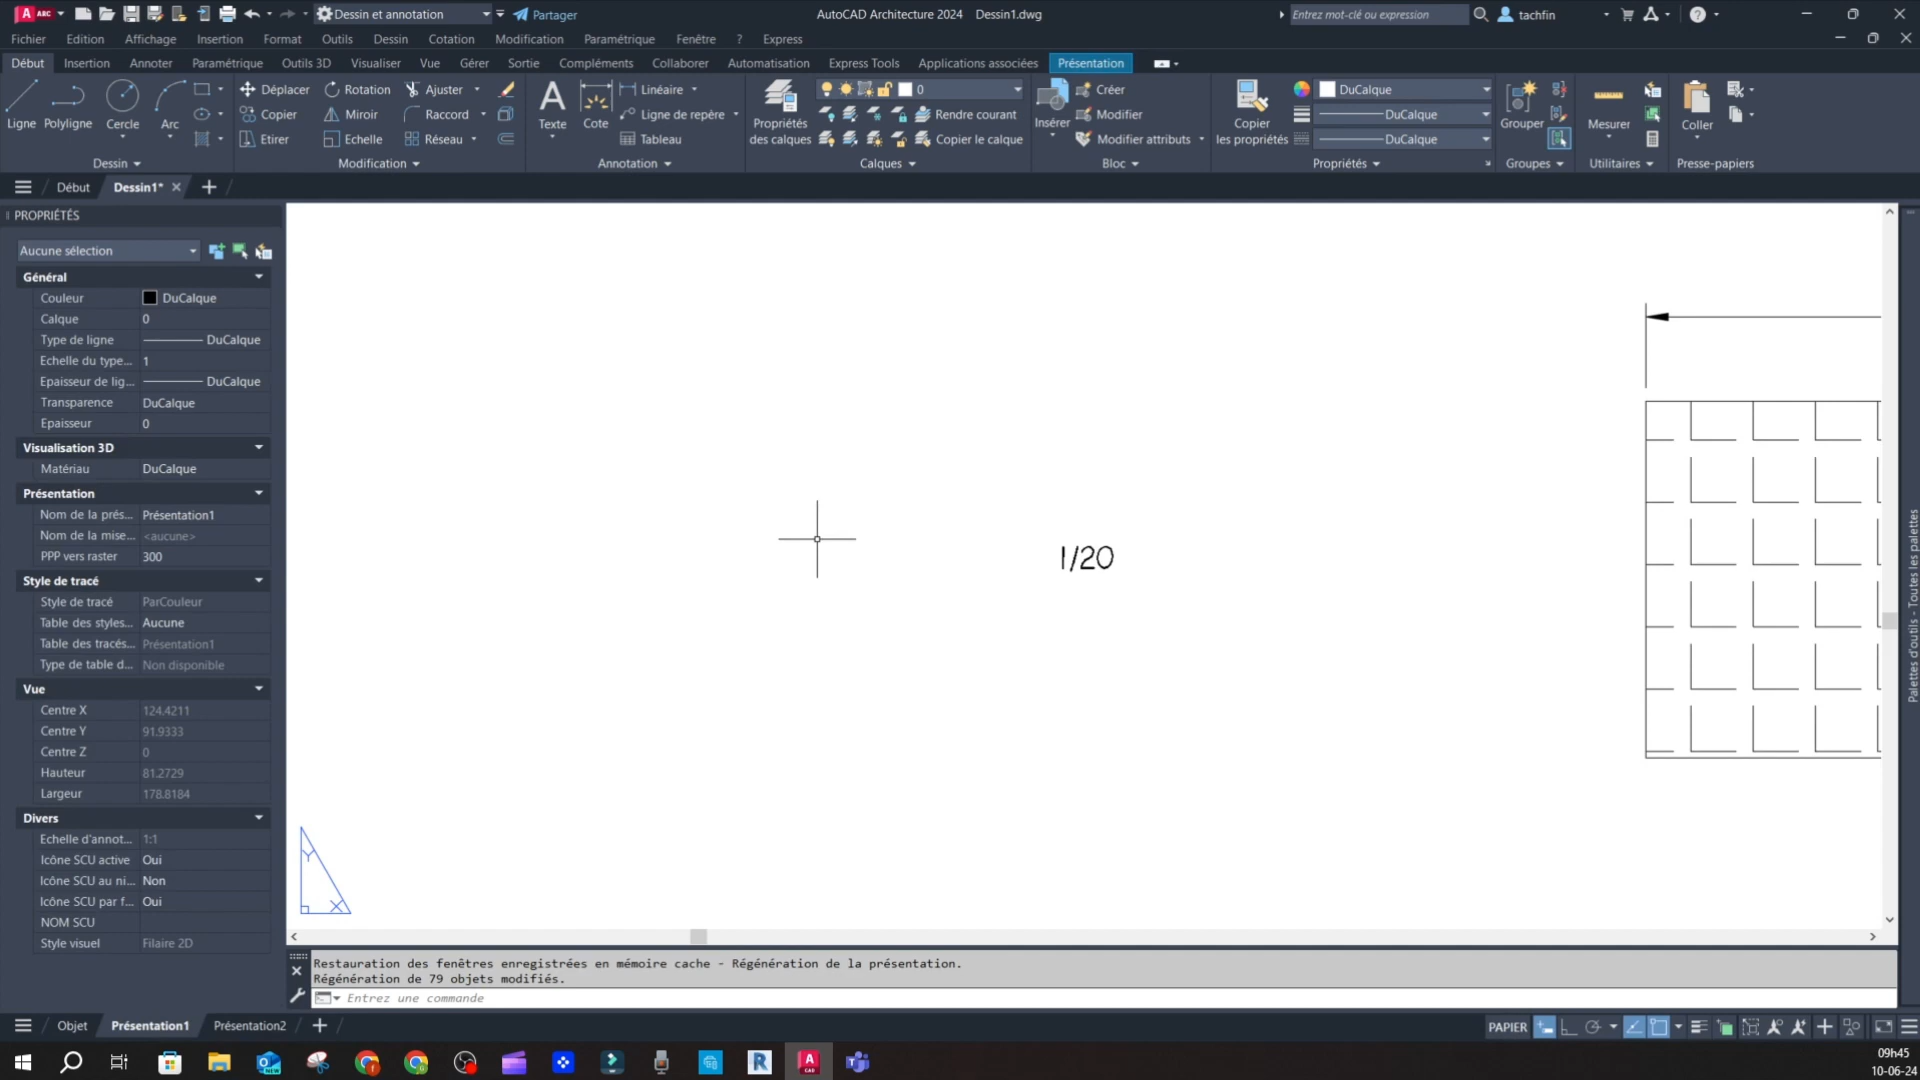 ABC Dessin et annotation Partager AutoCAD Architecture 2024 Dessin1.dwg Entrez mot-clé ou expression tachfin
Fichier Edition Affichage Insertion Format Outils Dessin Cotation Modification Paramétrique Fenêtre ? Express
Début Insertion Annoter Paramétrique Outils 3D Visualiser Vue Gérer Sortie Compléments Collaborer Automatisation Express Tools Applications associées Présentation
Déplacer Rotation Ajuster Linéaire 0 Créer DuCalque
Copier Miroir Raccord Ligne de repère Rendre courant Modifier DuCalque
Ligne Polyligne Cercle Arc Texte Cote Propriétés des calques Insérer Copier les propriétés Grouper Mesurer Coller
Etirer Echelle Réseau Tableau Copier le calque Modifier attributs DuCalque
Dessin Modification Annotation Calques Bloc Propriétés Groupes Utilitaires Presse-papiers
Début Dessin1*
PROPRIÉTÉS
Aucune sélection
Général
Couleur DuCalque
Calque 0
Type de ligne DuCalque
Echelle du type... 1
Epaisseur de lig... DuCalque
Transparence DuCalque
Epaisseur 0
Visualisation 3D
Matériau DuCalque
Présentation
Nom de la prés... Présentation1
Nom de la mise... <aucune>
PPP vers raster 300
Style de tracé
Style de tracé ParCouleur
Table des styles... Aucune
Table des tracés... Présentation1
Type de table d... Non disponible
Vue
Centre X 124.4211
Centre Y 91.9333
Centre Z 0
Hauteur 81.2729
Largeur 178.8184
Divers
Echelle d'annot... 1:1
Icône SCU active Oui
Icône SCU au ni... Non
Icône SCU par f... Oui
NOM SCU
Style visuel Filaire 2D
1/20
Y
X
Palettes d'outils - Toutes les palettes
Restauration des fenêtres enregistrées en mémoire cache - Régénération de la présentation.
Régénération de 79 objets modifiés.
Entrez une commande
Objet Présentation1 Présentation2 PAPIER
09h45
10-06-24